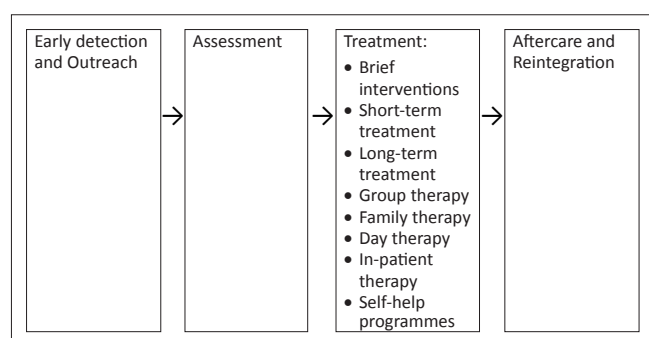 Early detection
and Outreach
Assessment
Treatment:
• Brief
interventions
• Short-term
treatment
• Long-term
treatment
• Group therapy
• Family therapy
• Day therapy
• In-patient
therapy
• Self-help
programmes
Aftercare and
Reintegration